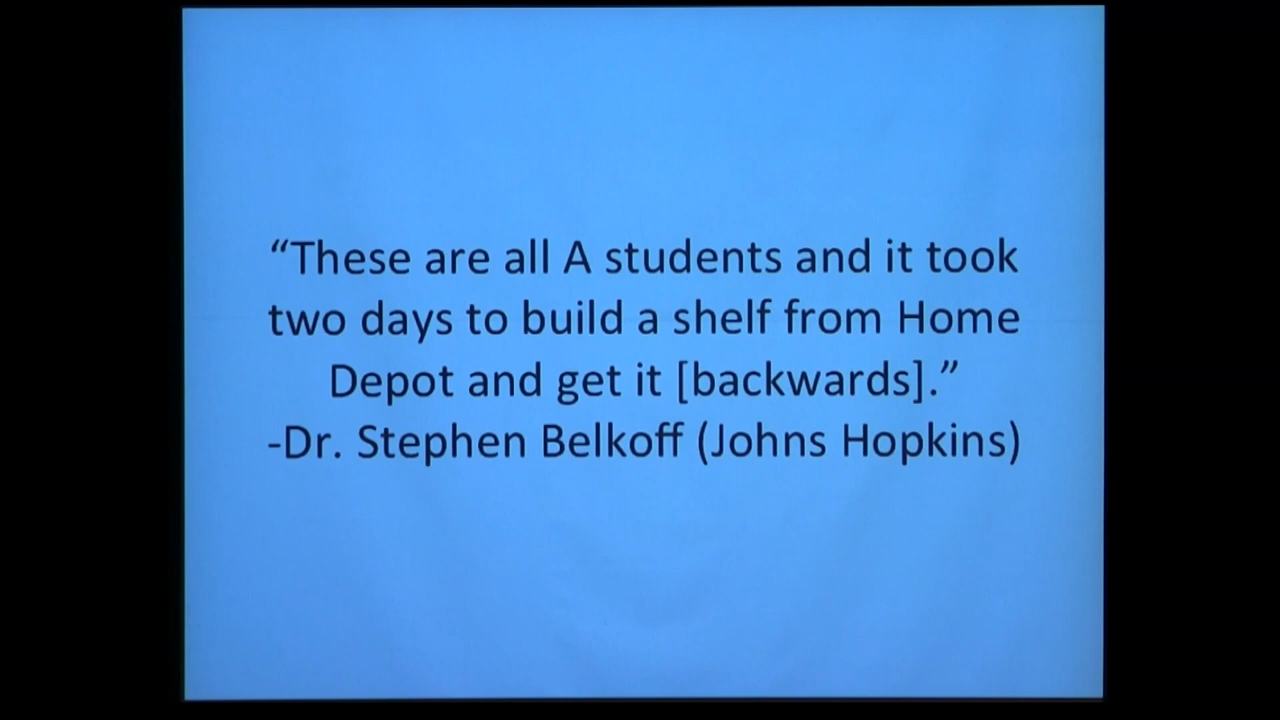 “These are all A students and it took
two days to build a shelf from Home
Depot and get it [backwards].”
-Dr. Stephen Belkoff (Johns Hopkins)